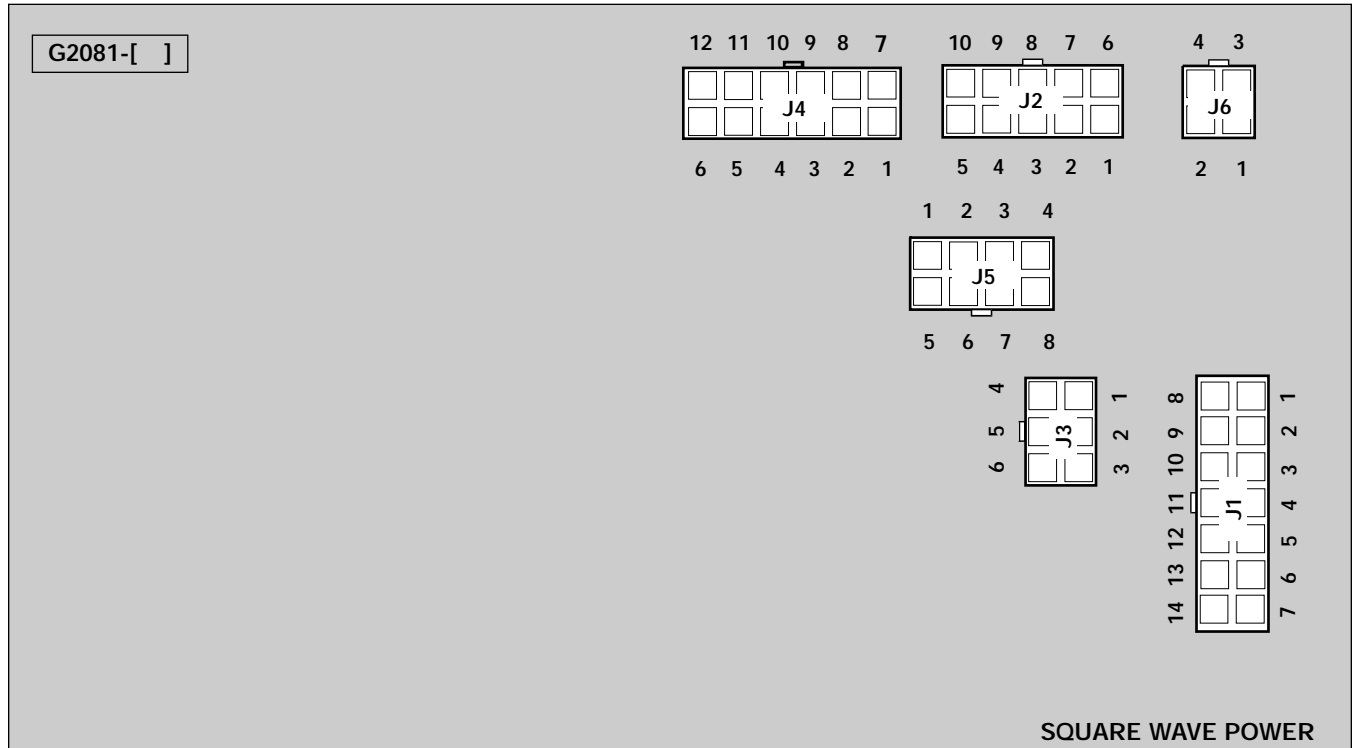 G2081-[ ]
12 11 10 9 8 7
10 9 8 7 6
4 3
J4
J2
J6
6 5 4 3 2 1
5 4 3 2 1
2 1
1 2 3 4
J5
5 6 7 8
4 1
5 J3 2
6 3
8 1
9 2
10 3
11 J1 4
12 5
13 6
14 7
SQUARE WAVE POWER